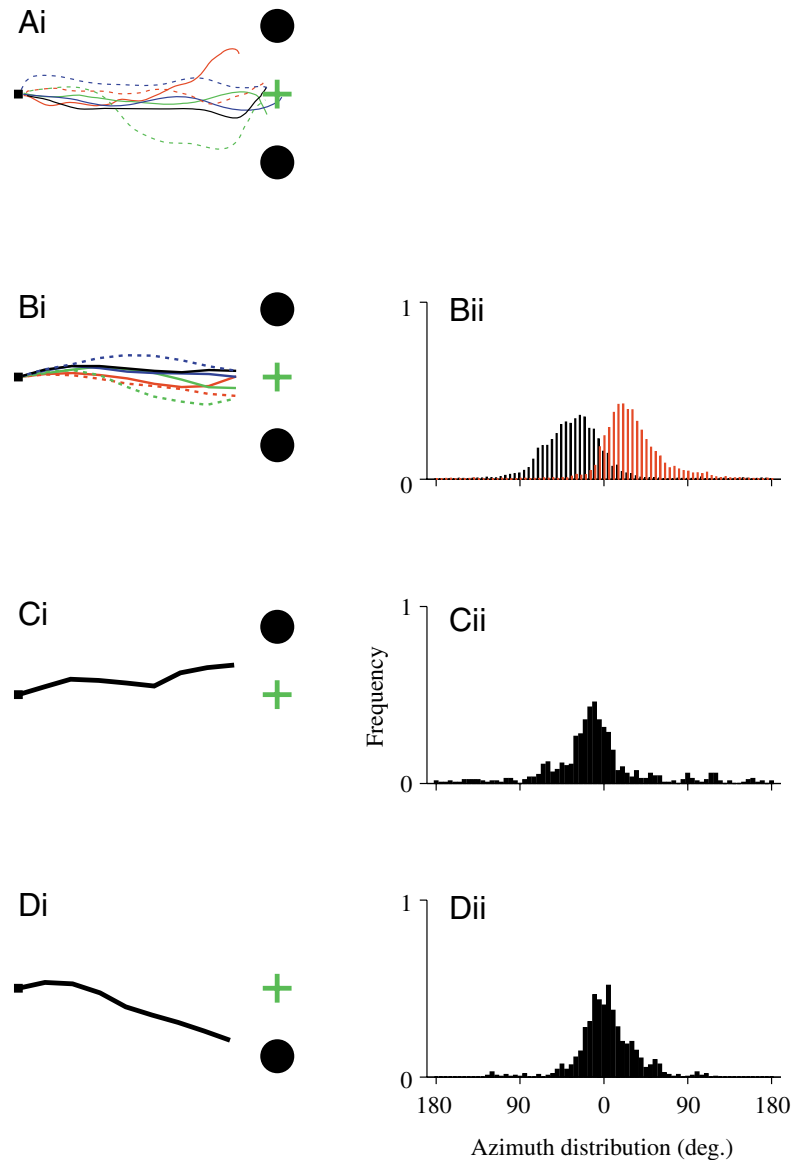 Ai
Bi
Bii
1
0
Ci
Cii
1
0
Frequency
Di
Dii
1
0
180 90 0 90 180
Azimuth distribution (deg.)